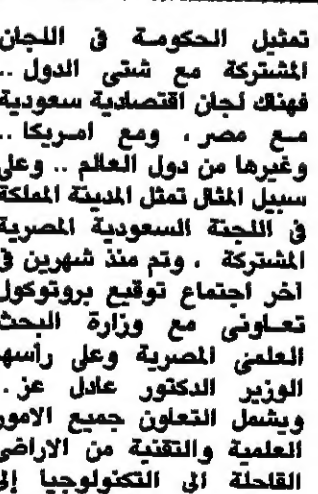 تمثيل الحكومة في اللجان
المشتركة مع شتى الدول ..
فهناك لجان اقتصادية سعودية
مع مصر ، ومع امريكا ..
وغيرها من دول العالم .. وعلى
سبيل المثال تمثل المدينة المملكة
في اللجنة السعودية المصرية
المشتركة ، وتم منذ شهرين في
آخر اجتماع توقيع بروتوكول
تعاونى مع وزارة البحث
العلمى المصرية وعلى رأسها
الوزير الدكتور عادل عز ..
ويشمل التعاون جميع الامور
العلمية والتقنية من الاراضى
القاحلة الى التكنولوجيا إلى